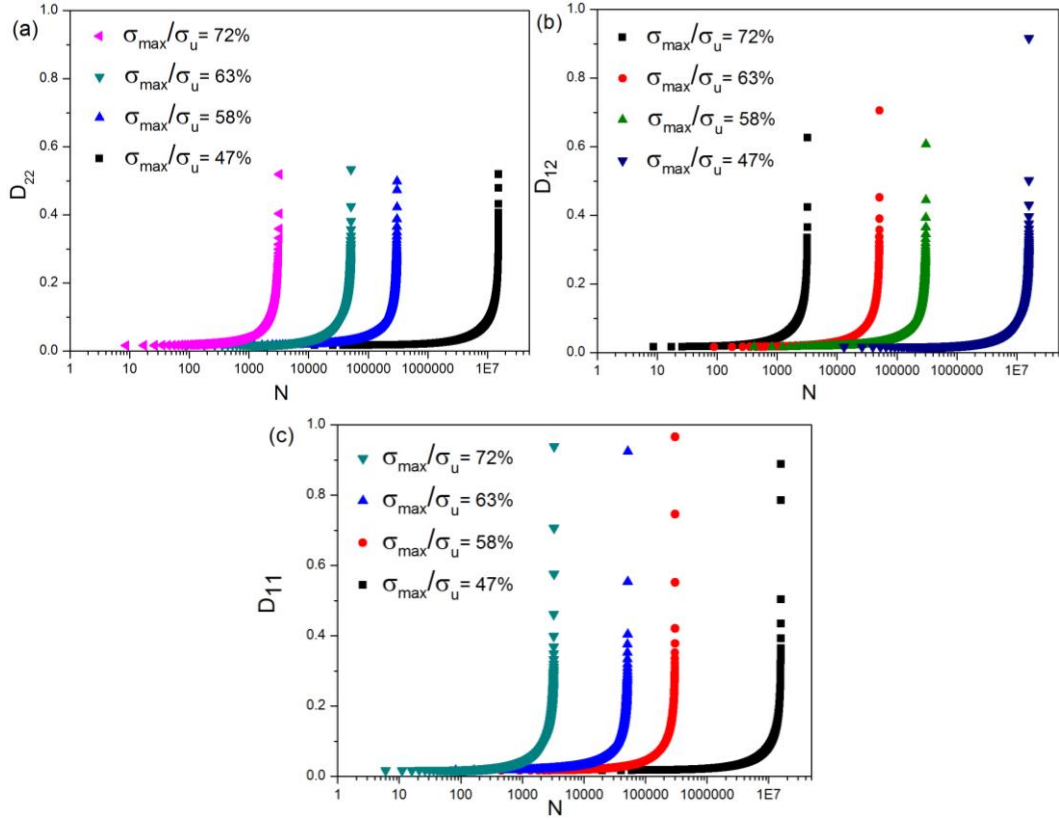 (a)
σmax/σu = 72%
σmax/σu = 63%
σmax/σu = 58%
σmax/σu = 47%
D22
1.0
0.8
0.6
0.4
0.2
0.0
1 10 100 1000 10000 100000 1000000 1E7
N
(b)
σmax/σu = 72%
σmax/σu = 63%
σmax/σu = 58%
σmax/σu = 47%
D12
1.0
0.8
0.6
0.4
0.2
0.0
1 10 100 1000 10000 100000 1000000 1E7
N
(c)
σmax/σu = 72%
σmax/σu = 63%
σmax/σu = 58%
σmax/σu = 47%
D11
1.0
0.8
0.6
0.4
0.2
0.0
1 10 100 1000 10000 100000 1000000 1E7
N